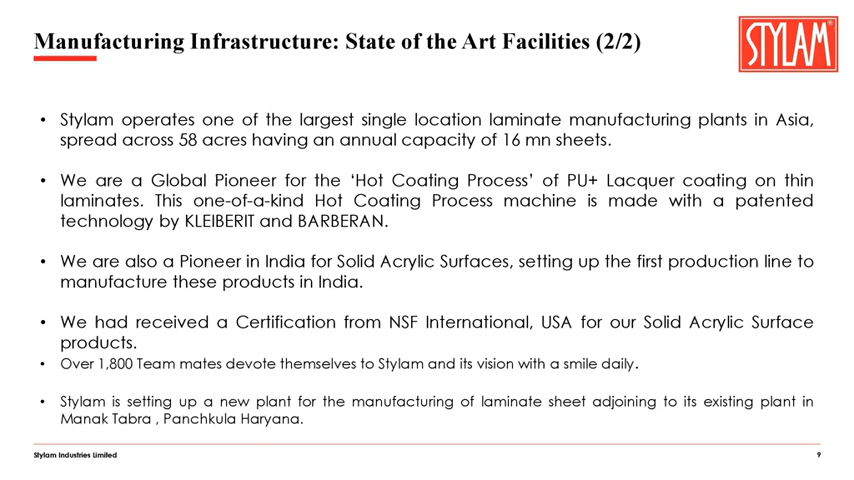 Manufacturing Infrastructure: State of the Art Facilities (2/2)
STYLAM®
• Stylam operates one of the largest single location laminate manufacturing plants in Asia,
spread across 58 acres having an annual capacity of 16 mn sheets.
• We are a Global Pioneer for the ‘Hot Coating Process’ of PU+ Lacquer coating on thin
laminates. This one-of-a-kind Hot Coating Process machine is made with a patented
technology by KLEIBERIT and BARBERAN.
• We are also a Pioneer in India for Solid Acrylic Surfaces, setting up the first production line to
manufacture these products in India.
• We had received a Certification from NSF International, USA for our Solid Acrylic Surface
products.
• Over 1,800 Team mates devote themselves to Stylam and its vision with a smile daily.
• Stylam is setting up a new plant for the manufacturing of laminate sheet adjoining to its existing plant in
Manak Tabra , Panchkula Haryana.
Stylam Industries Limited
9